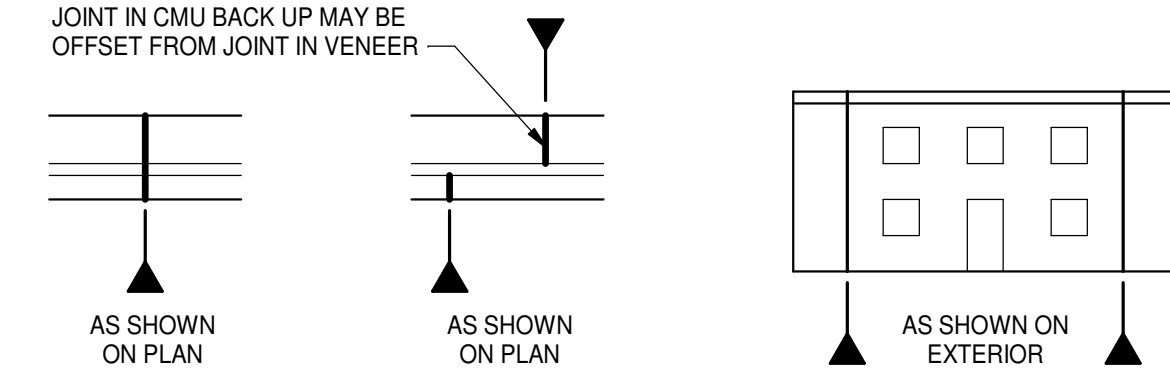 JOINT IN CMU BACK UP MAY BE
OFFSET FROM JOINT IN VENEER
AS SHOWN
ON PLAN
AS SHOWN
ON PLAN
AS SHOWN ON
EXTERIOR